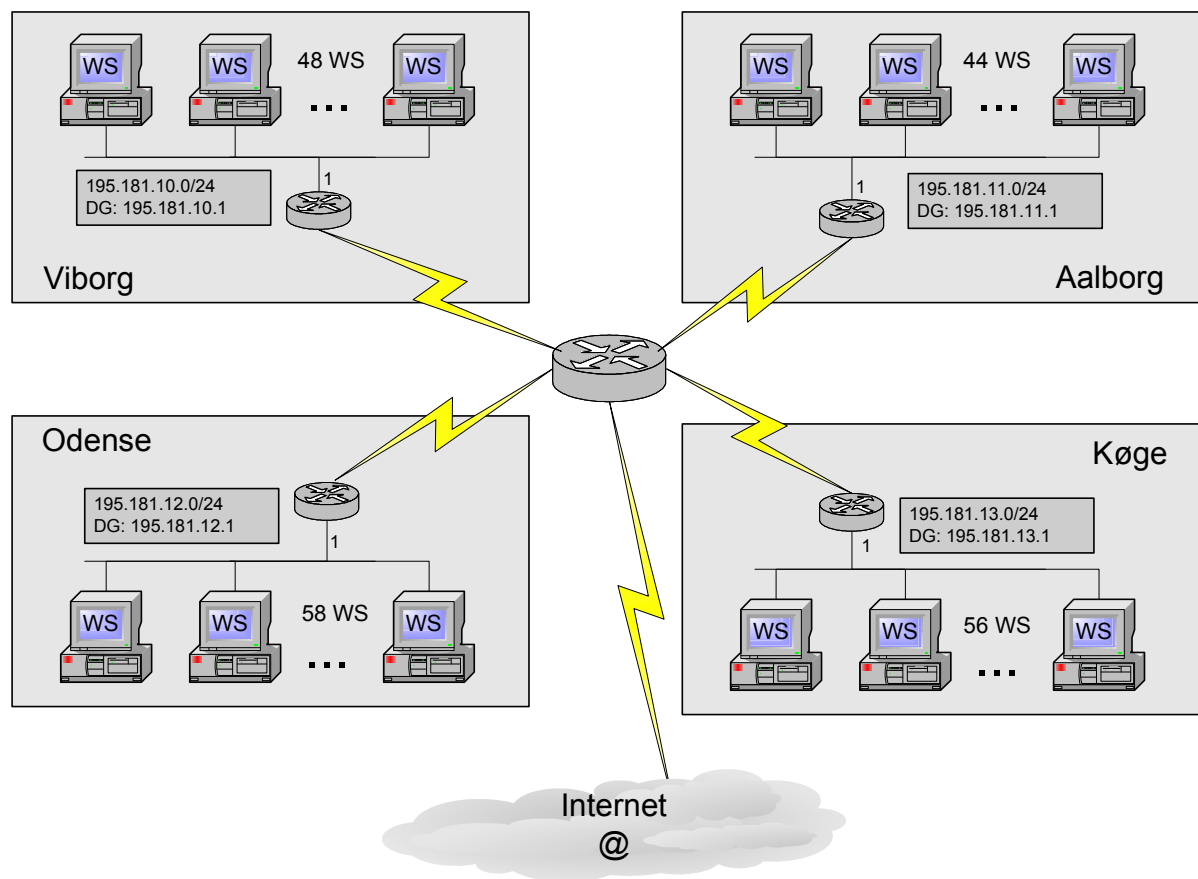 WS WS 48 WS WS
...
1
195.181.10.0/24
DG: 195.181.10.1
Viborg
WS WS 44 WS WS
...
1
195.181.11.0/24
DG: 195.181.11.1
Aalborg
Odense
195.181.12.0/24
DG: 195.181.12.1
1
WS WS 58 WS WS
...
Køge
195.181.13.0/24
DG: 195.181.13.1
1
WS WS 56 WS WS
...
Internet
@